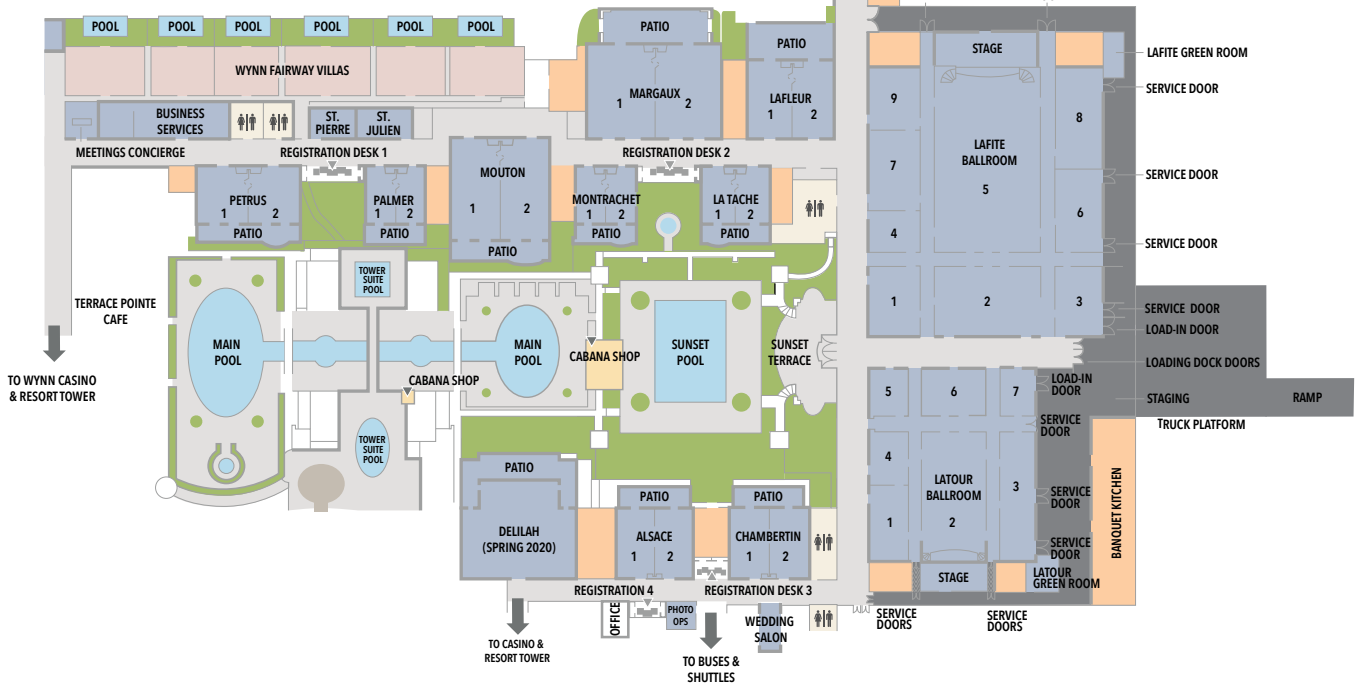 POOL
POOL
POOL
POOL
POOL
POOL
WYNN FAIRWAY VILLAS
BUSINESS
SERVICES
ST.
PIERRE
ST.
JULIEN
MEETINGS CONCIERGE
REGISTRATION DESK 1
PATIO
MARGAUX
1
2
PATIO
LAFLEUR
1
2
REGISTRATION DESK 2
PETRUS
1
2
PATIO
PALMER
1
2
PATIO
MOUTON
1
2
PATIO
MONTRACHET
1
2
PATIO
LA TACHE
1
2
PATIO
STAGE
LAFITE
BALLROOM
5
9
7
4
1
2
3
6
8
LAFITE GREEN ROOM
SERVICE DOOR
SERVICE DOOR
SERVICE DOOR
SERVICE DOOR
LOAD-IN DOOR
LOADING DOCK DOORS
STAGING
RAMP
TRUCK PLATFORM
TERRACE POINTE
CAFE
TO WYNN CASINO
& RESORT TOWER
MAIN
POOL
TOWER
SUITE
POOL
CABANA SHOP
TOWER
SUITE
POOL
MAIN
POOL
CABANA SHOP
SUNSET
POOL
SUNSET
TERRACE
5
6
7
LOAD-IN
DOOR
SERVICE
DOOR
4
1
LATOUR
BALLROOM
2
3
SERVICE
DOOR
SERVICE
DOOR
STAGE
LATOUR
GREEN ROOM
BANQUET KITCHEN
SERVICE
DOORS
SERVICE
DOORS
PATIO
DELILAH
(SPRING 2020)
PATIO
ALSACE
1
2
PATIO
CHAMBERTIN
1
2
REGISTRATION 4
REGISTRATION DESK 3
OFFICE
PHOTO
OPS
WEDDING
SALON
TO CASINO &
RESORT TOWER
TO BUSES &
SHUTTLES